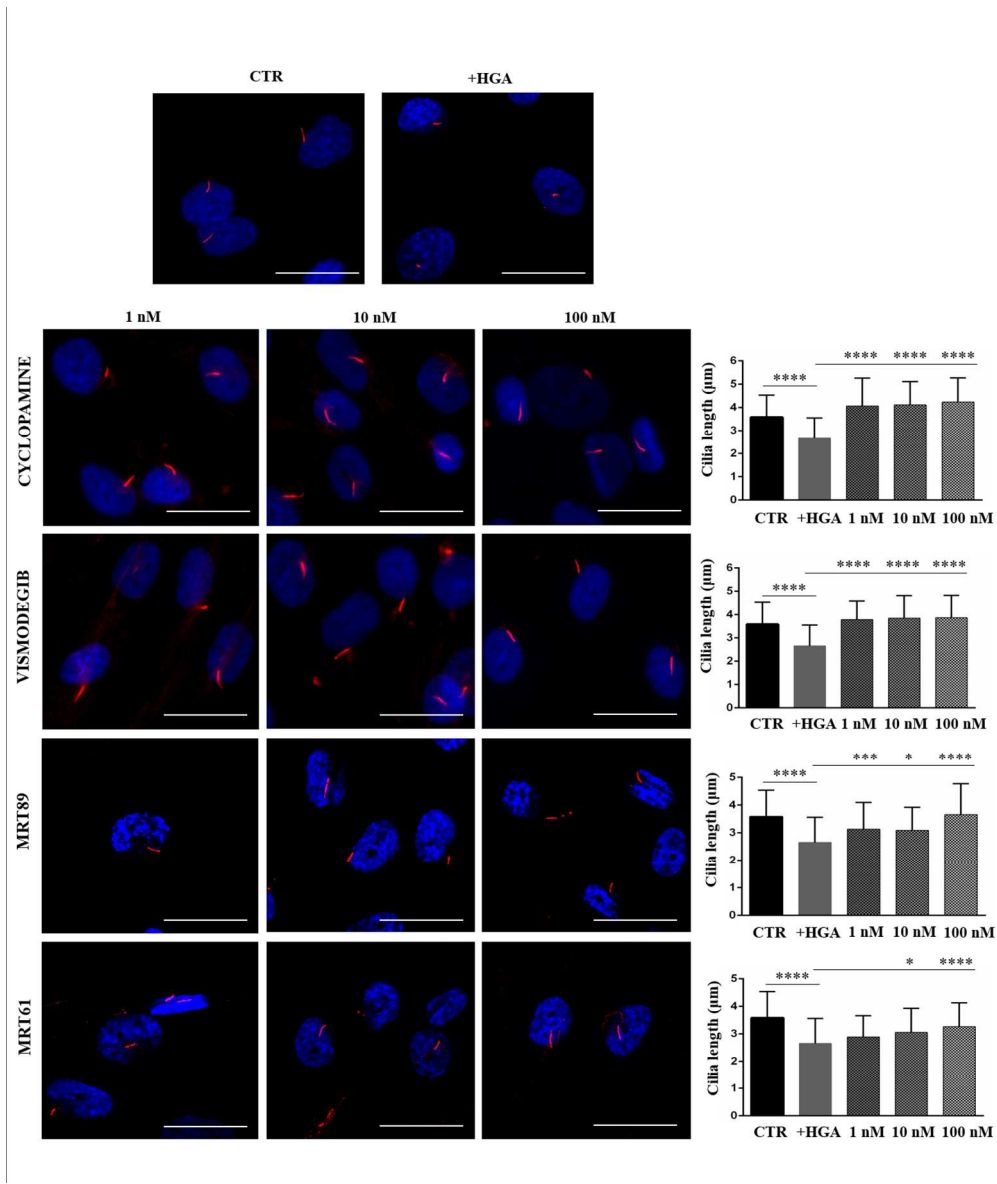 CTR +HGA
1 nM 10 nM 100 nM
CYCLOPAMINE
Cilia length (µm)
**** **** ****
****
6
5
4
3
2
1
0
CTR +HGA 1 nM 10 nM 100 nM
VISMODEGIB
Cilia length (µm)
**** **** ****
****
6
5
4
3
2
1
0
CTR +HGA 1 nM 10 nM 100 nM
MRT89
Cilia length (µm)
*** * ****
****
5
4
3
2
1
0
CTR +HGA 1 nM 10 nM 100 nM
MRT61
Cilia length (µm)
* ****
****
5
4
3
2
1
0
CTR +HGA 1 nM 10 nM 100 nM